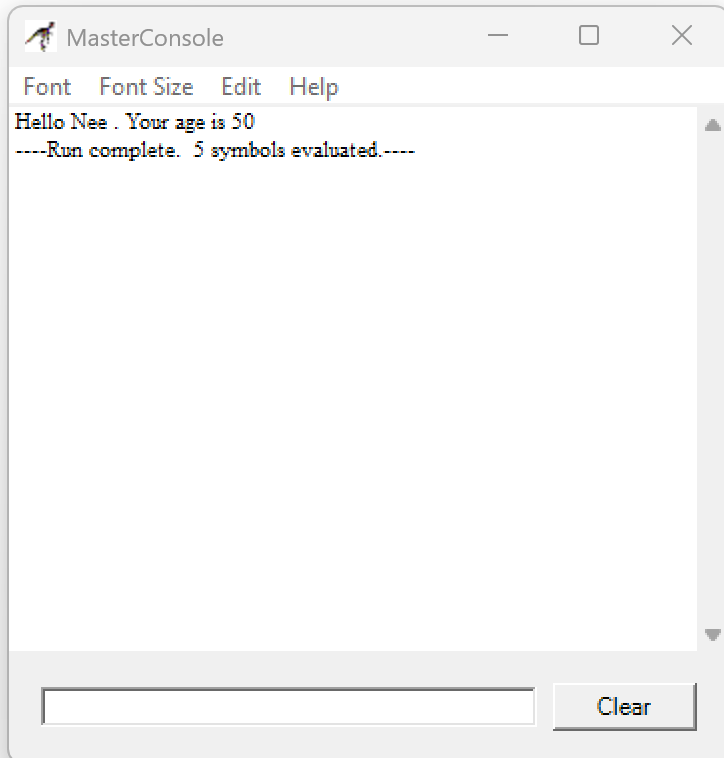 MasterConsole
Font Font Size Edit Help
Hello Nee . Your age is 50
----Run complete.  5 symbols evaluated.----
Clear